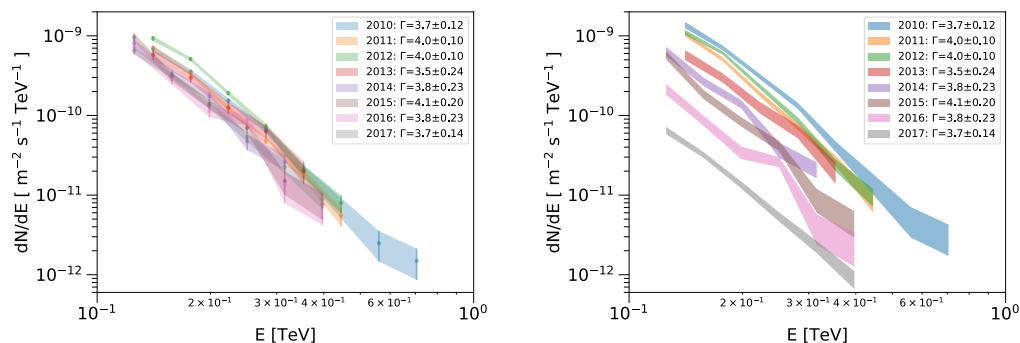 10⁻⁹
10⁻¹⁰
10⁻¹¹
10⁻¹²
dN/dE [ m⁻² s⁻¹ TeV⁻¹ ]
2010: Γ=3.7±0.12
2011: Γ=4.0±0.10
2012: Γ=4.0±0.10
2013: Γ=3.5±0.24
2014: Γ=3.8±0.23
2015: Γ=4.1±0.20
2016: Γ=3.8±0.23
2017: Γ=3.7±0.14
10⁻¹ 2 × 10⁻¹ 3 × 10⁻¹ 4 × 10⁻¹ 6 × 10⁻¹ 10⁰
E [TeV]
10⁻⁹
10⁻¹⁰
10⁻¹¹
10⁻¹²
dN/dE [ m⁻² s⁻¹ TeV⁻¹ ]
2010: Γ=3.7±0.12
2011: Γ=4.0±0.10
2012: Γ=4.0±0.10
2013: Γ=3.5±0.24
2014: Γ=3.8±0.23
2015: Γ=4.1±0.20
2016: Γ=3.8±0.23
2017: Γ=3.7±0.14
10⁻¹ 2 × 10⁻¹ 3 × 10⁻¹ 4 × 10⁻¹ 6 × 10⁻¹ 10⁰
E [TeV]